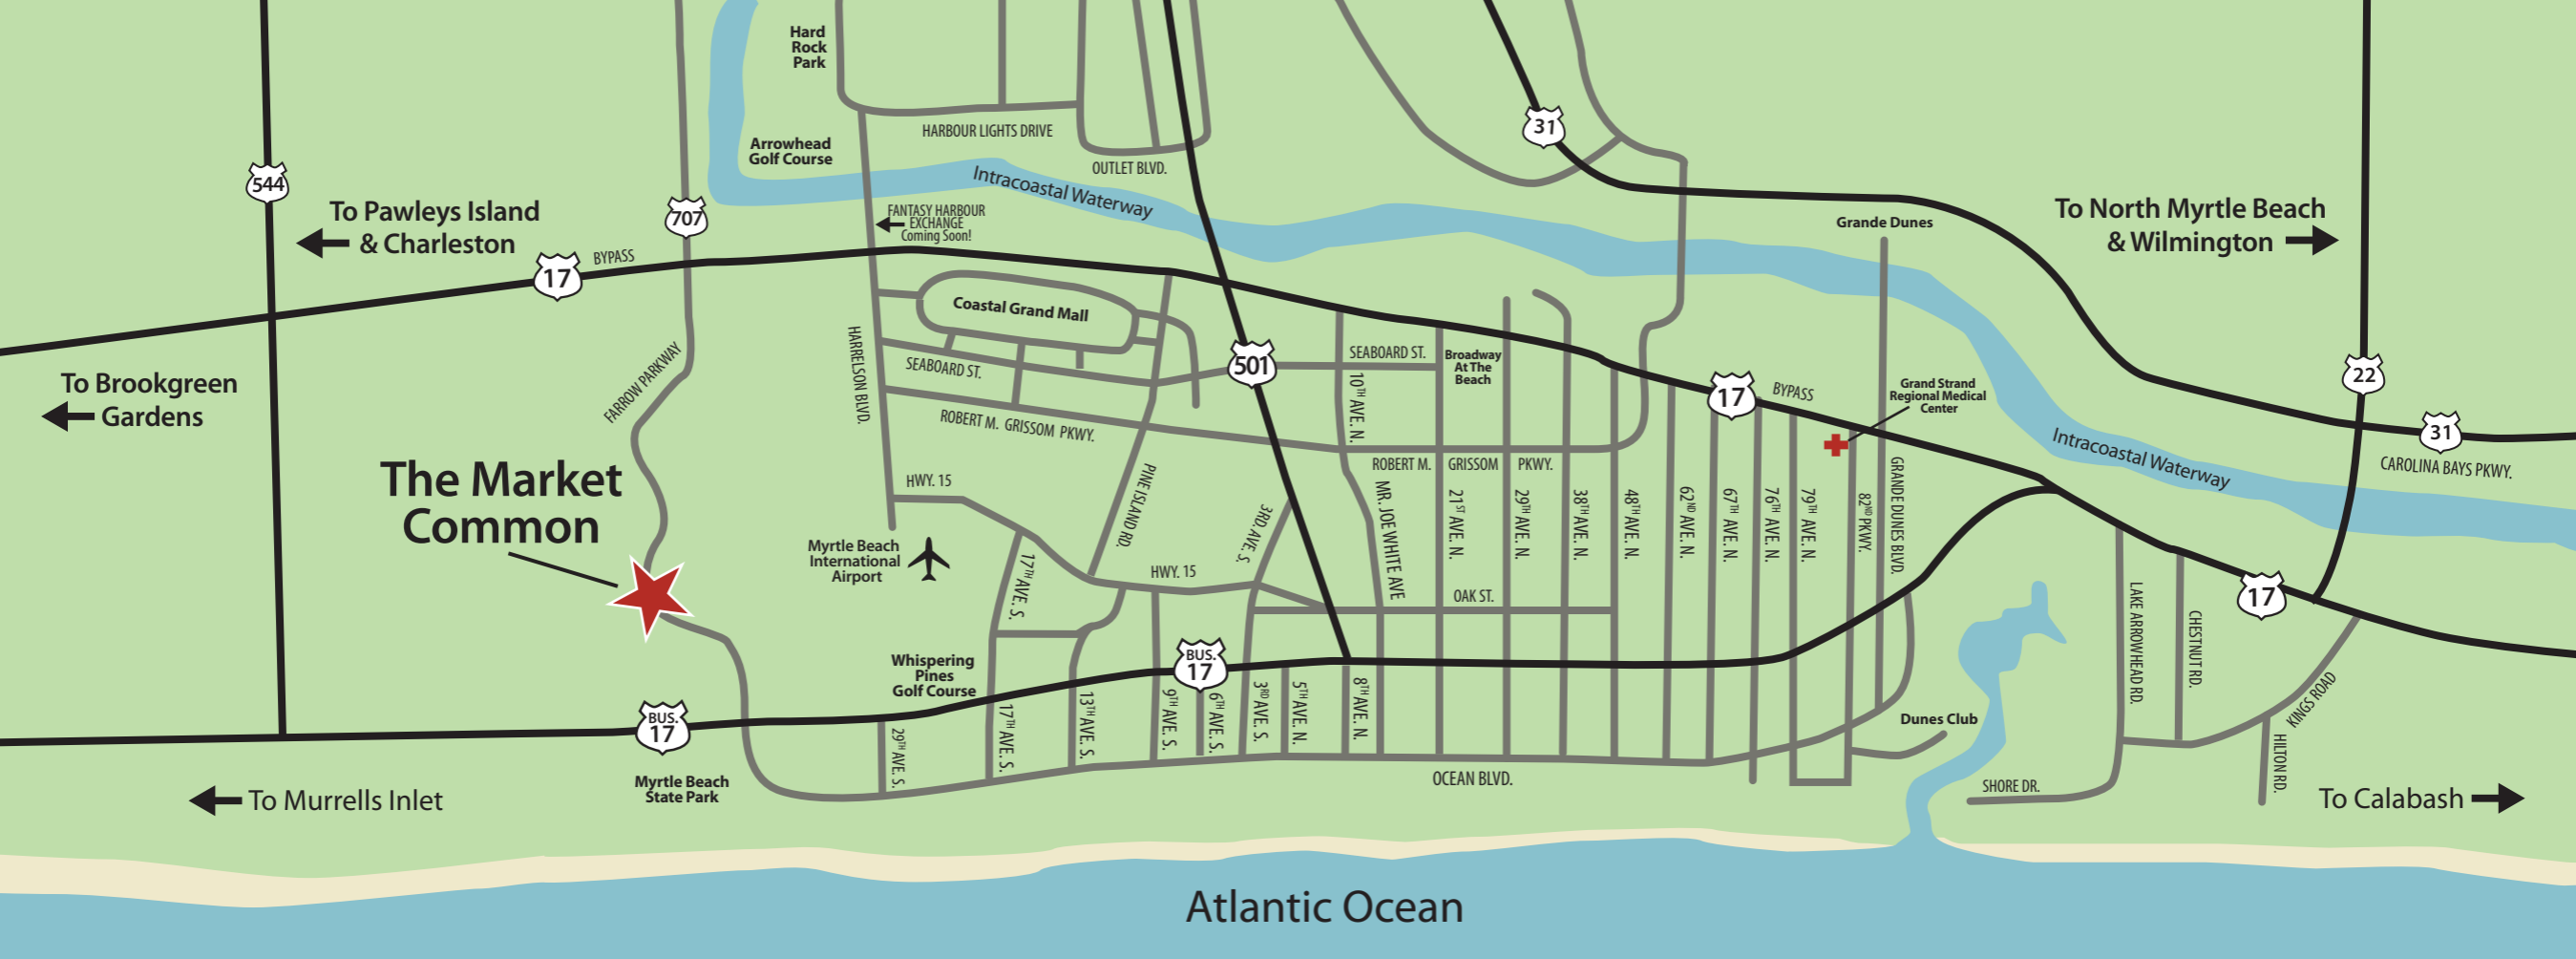 Hard
Rock
Park
Arrowhead
Golf Course
HARBOUR LIGHTS DRIVE
OUTLET BLVD.
Intracoastal Waterway
FANTASY HARBOUR
EXCHANGE
Coming Soon!
31
544
707
To Pawleys Island
& Charleston
17
BYPASS
Grande Dunes
To North Myrtle Beach
& Wilmington
Coastal Grand Mall
HARRELSON BLVD.
SEABOARD ST.
501
SEABOARD ST.
Broadway
At The
Beach
FARROW PARKWAY
To Brookgreen
Gardens
ROBERT M. GRISSOM PKWY.
10TH AVE. N.
17
BYPASS
Grand Strand
Regional Medical
Center
22
31
CAROLINA BAYS PKWY.
Intracoastal Waterway
The Market
Common
HWY. 15
PINE ISLAND RD.
3RD. AVE. S.
ROBERT M. GRISSOM PKWY.
MR. JOE WHITE AVE
21ST AVE. N.
29TH AVE. N.
38TH AVE. N.
48TH AVE. N.
62ND AVE. N.
67TH AVE. N.
76TH AVE. N.
79TH AVE. N.
82ND PKWY.
GRANDE DUNES BLVD.
Myrtle Beach
International
Airport
17TH AVE. S.
HWY. 15
OAK ST.
LAKE ARROWHEAD RD.
CHESTNUT RD.
17
Whispering
Pines
Golf Course
BUS.
17
BUS.
17
29TH AVE. S.
17TH AVE. S.
13TH AVE. S.
9TH AVE. S.
6TH AVE. S.
3RD AVE. S.
5TH AVE. N.
8TH AVE. N.
Dunes Club
KINGS ROAD
HILTON RD.
Myrtle Beach
State Park
OCEAN BLVD.
SHORE DR.
To Murrells Inlet
To Calabash
Atlantic Ocean